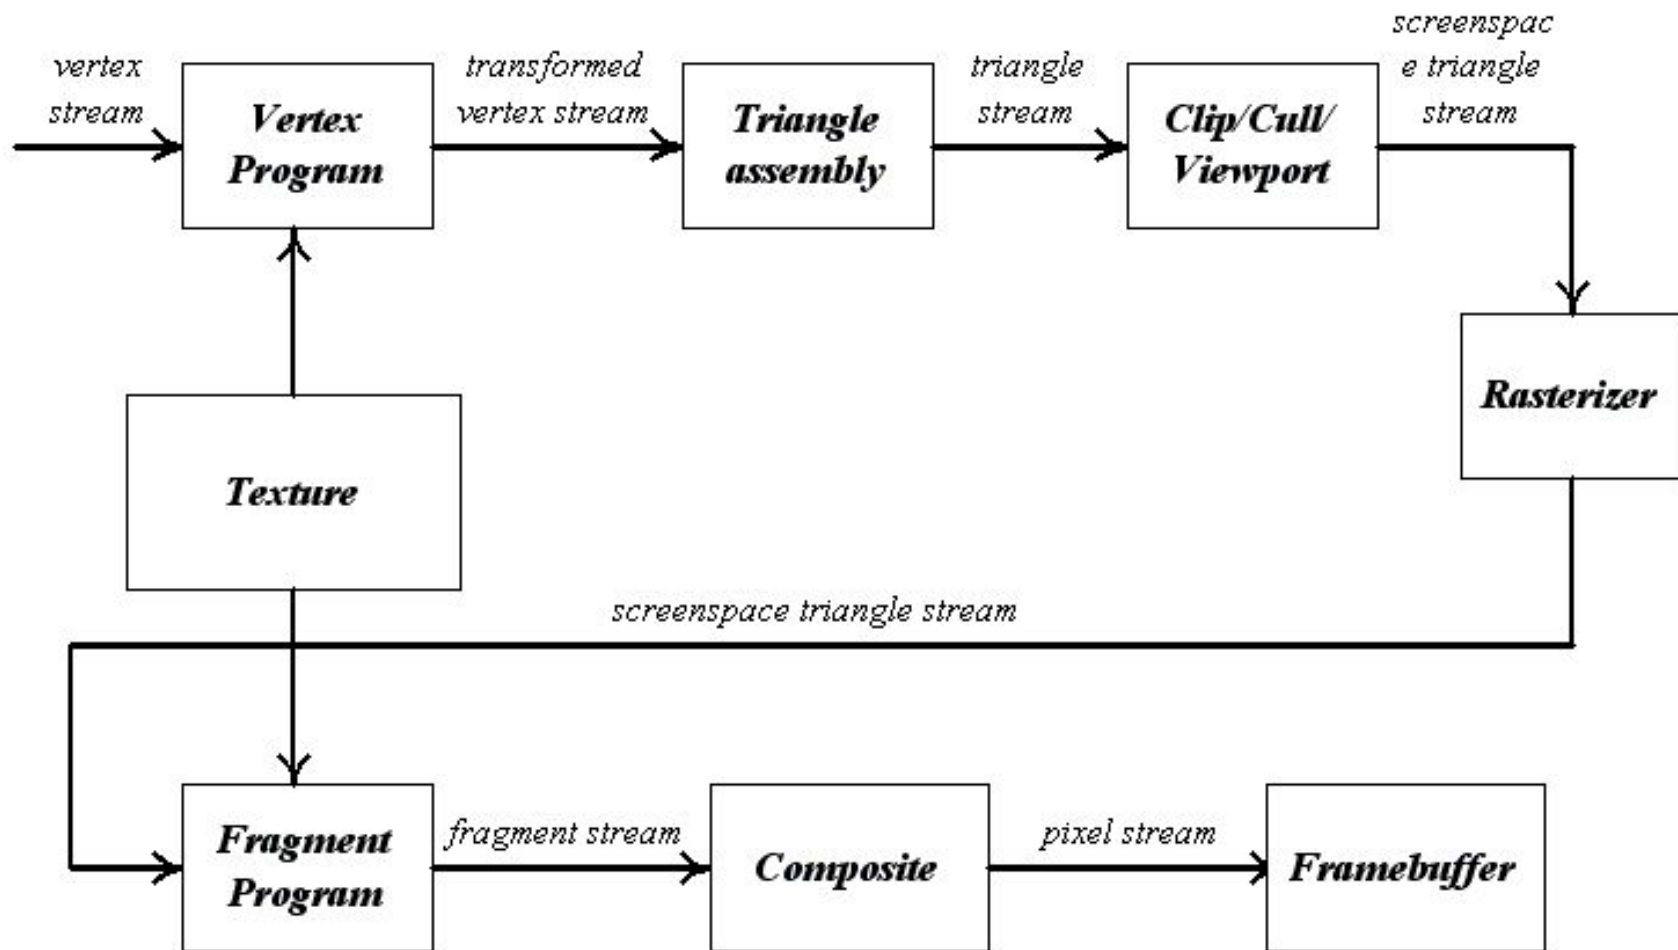 vertex
stream
Vertex
Program
transformed
vertex stream
Triangle
assembly
triangle
stream
Clip/Cull/
Viewport
screenspac
e triangle
stream
Rasterizer
Texture
screenspace triangle stream
Fragment
Program
fragment stream
Composite
pixel stream
Framebuffer